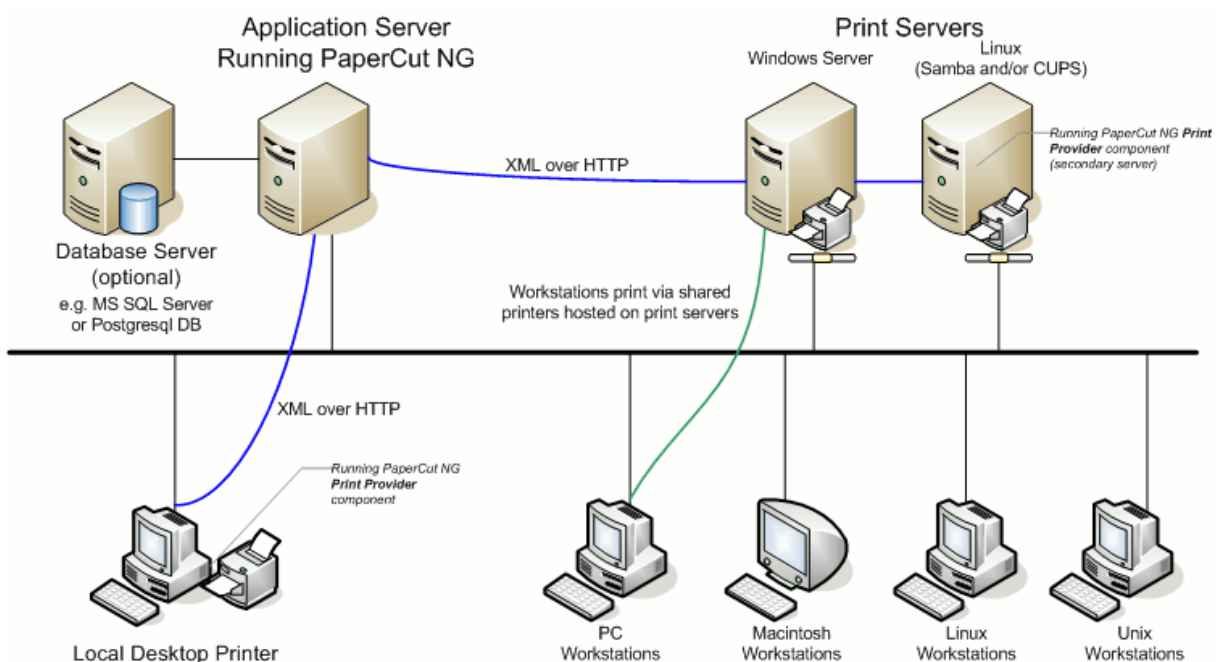 Application Server
Running PaperCut NG
Print Servers
Windows Server
Linux
(Samba and/or CUPS)
Running PaperCut NG Print
Provider component
(secondary server)
XML over HTTP
Database Server
(optional)
e.g. MS SQL Server
or Postgresql DB
Workstations print via shared
printers hosted on print servers
XML over HTTP
Running PaperCut NG
Print Provider
component
Local Desktop Printer
PC
Workstations
Macintosh
Workstations
Linux
Workstations
Unix
Workstations